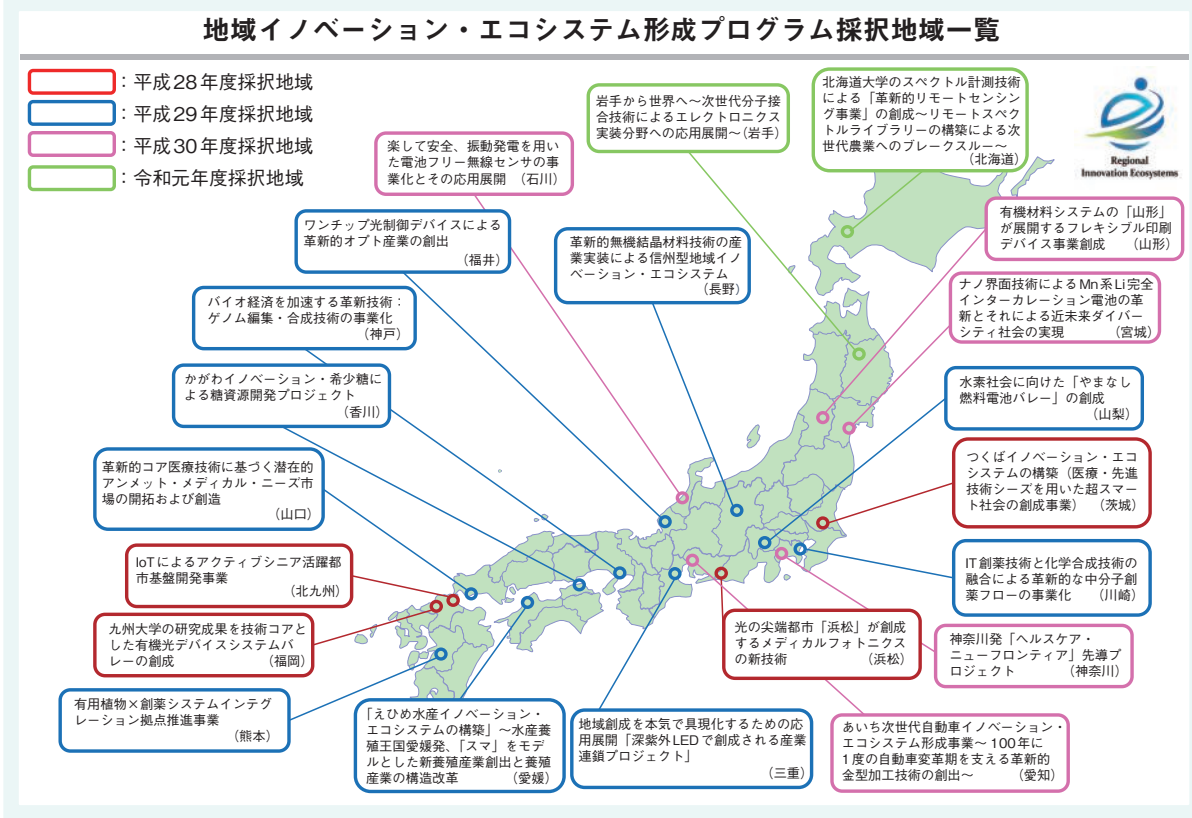 地域イノベーション・エコシステム形成プログラム採択地域一覧
：平成28年度採択地域
：平成29年度採択地域
：平成30年度採択地域
：令和元年度採択地域
岩手から世界へ～次世代分子接
合技術によるエレクトロニクス
実装分野への応用展開～(岩手)
北海道大学のスペクトル計測技術
による「革新的リモートセンシン
グ事業」の創成～リモートスペク
トルライブラリーの構築による次
世代農業へのブレークスルー～
(北海道)
Regional
Innovation Ecosystems
楽して安全、振動発電を用い
た電池フリー無線センサの事
業化とその応用展開 （石川）
ワンチップ光制御デバイスによる
革新的オプト産業の創出
（福井）
革新的無機結晶材料技術の産
業実装による信州型地域イノ
ベーション・エコシステム
（長野）
有機材料システムの「山形」
が展開するフレキシブル印刷
デバイス事業創成 （山形）
ナノ界面技術によるMn系Li完全
インターカレーション電池の革
新とそれによる近未来ダイバー
シティ社会の実現 （宮城）
バイオ経済を加速する革新技術：
ゲノム編集・合成技術の事業化
（神戸）
かがわイノベーション・希少糖に
よる糖資源開発プロジェクト
（香川）
水素社会に向けた「やまなし
燃料電池バレー」の創成
（山梨）
革新的コア医療技術に基づく潜在的
アンメット・メディカル・ニーズ市
場の開拓および創造
（山口）
つくばイノベーション・エコ
システムの構築（医療・先進
技術シーズを用いた超スマー
ト社会の創成事業） （茨城）
IoTによるアクティブシニア活躍都
市基盤開発事業
（北九州）
IT創薬技術と化学合成技術の
融合による革新的な中分子創
薬フローの事業化 （川崎）
九州大学の研究成果を技術コアと
した有機光デバイスシステムバ
レーの創成 （福岡）
光の尖端都市「浜松」が創成
するメディカルフォトニクス
の新技術 （浜松）
神奈川発「ヘルスケア・
ニューフロンティア」先導プ
ロジェクト （神奈川）
有用植物×創薬システムインテグ
レーション拠点推進事業
（熊本）
「えひめ水産イノベーション・
エコシステムの構築」～水産養
殖王国愛媛発、「スマ」をモデ
ルとした新養殖産業創出と養殖
産業の構造改革 （愛媛）
地域創成を本気で具現化するための応
用展開「深紫外LEDで創成される産業
連鎖プロジェクト」
（三重）
あいち次世代自動車イノベーション・
エコシステム形成事業～100年に
1度の自動車変革期を支える革新的
金型加工技術の創出～ （愛知）